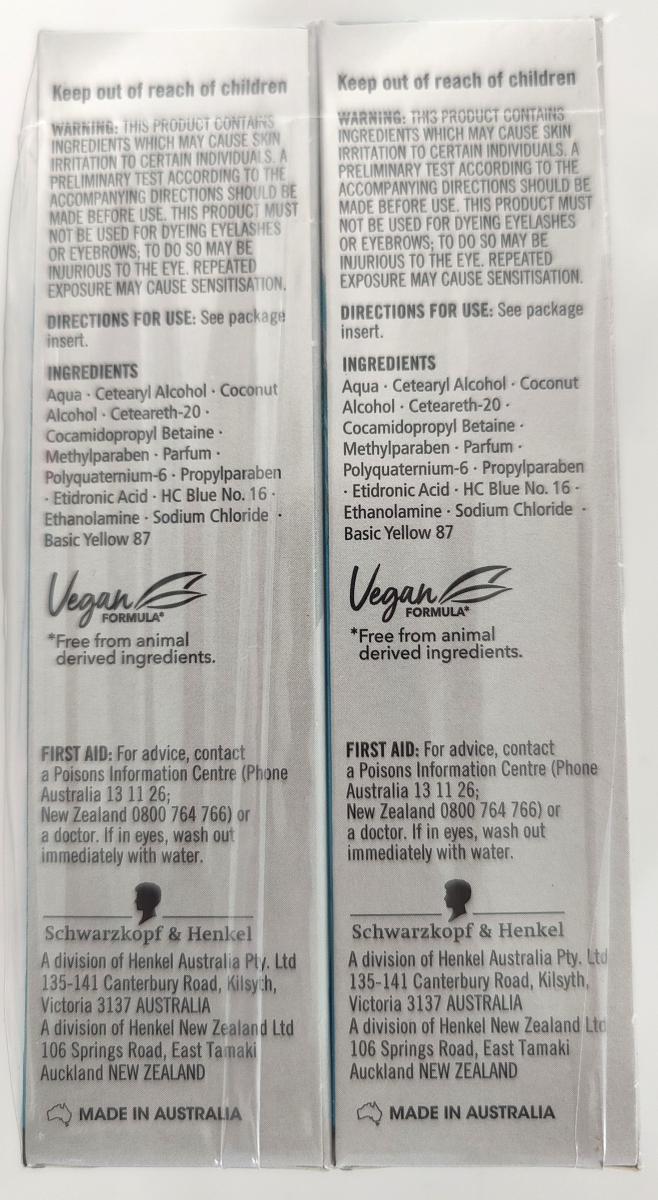 Keep out of reach of children
WARNING: THIS PRODUCT CONTAINS
INGREDIENTS WHICH MAY CAUSE SKIN
IRRITATION TO CERTAIN INDIVIDUALS. A
PRELIMINARY TEST ACCORDING TO THE
ACCOMPANYING DIRECTIONS SHOULD BE
MADE BEFORE USE. THIS PRODUCT MUST
NOT BE USED FOR DYEING EYELASHES
OR EYEBROWS; TO DO SO MAY BE
INJURIOUS TO THE EYE. REPEATED
EXPOSURE MAY CAUSE SENSITISATION.
DIRECTIONS FOR USE: See package
insert.
INGREDIENTS
Aqua · Cetearyl Alcohol · Coconut
Alcohol · Ceteareth-20 ·
Cocamidopropyl Betaine ·
Methylparaben · Parfum ·
Polyquaternium-6 · Propylparaben
· Etidronic Acid · HC Blue No. 16 ·
Ethanolamine · Sodium Chloride ·
Basic Yellow 87
Vegan
FORMULA*
*Free from animal
derived ingredients.
FIRST AID: For advice, contact
a Poisons Information Centre (Phone
Australia 13 11 26;
New Zealand 0800 764 766) or
a doctor. If in eyes, wash out
immediately with water.
Schwarzkopf & Henkel
A division of Henkel Australia Pty. Ltd
135-141 Canterbury Road, Kilsyth,
Victoria 3137 AUSTRALIA
A division of Henkel New Zealand Ltd
106 Springs Road, East Tamaki
Auckland NEW ZEALAND
MADE IN AUSTRALIA
Keep out of reach of children
WARNING: THIS PRODUCT CONTAINS
INGREDIENTS WHICH MAY CAUSE SKIN
IRRITATION TO CERTAIN INDIVIDUALS. A
PRELIMINARY TEST ACCORDING TO THE
ACCOMPANYING DIRECTIONS SHOULD BE
MADE BEFORE USE. THIS PRODUCT MUST
NOT BE USED FOR DYEING EYELASHES
OR EYEBROWS; TO DO SO MAY BE
INJURIOUS TO THE EYE. REPEATED
EXPOSURE MAY CAUSE SENSITISATION.
DIRECTIONS FOR USE: See package
insert.
INGREDIENTS
Aqua · Cetearyl Alcohol · Coconut
Alcohol · Ceteareth-20 ·
Cocamidopropyl Betaine ·
Methylparaben · Parfum ·
Polyquaternium-6 · Propylparaben
· Etidronic Acid · HC Blue No. 16 ·
Ethanolamine · Sodium Chloride ·
Basic Yellow 87
Vegan
FORMULA*
*Free from animal
derived ingredients.
FIRST AID: For advice, contact
a Poisons Information Centre (Phone
Australia 13 11 26;
New Zealand 0800 764 766) or
a doctor. If in eyes, wash out
immediately with water.
Schwarzkopf & Henkel
A division of Henkel Australia Pty. Ltd
135-141 Canterbury Road, Kilsyth,
Victoria 3137 AUSTRALIA
A division of Henkel New Zealand Ltd
106 Springs Road, East Tamaki
Auckland NEW ZEALAND
MADE IN AUSTRALIA